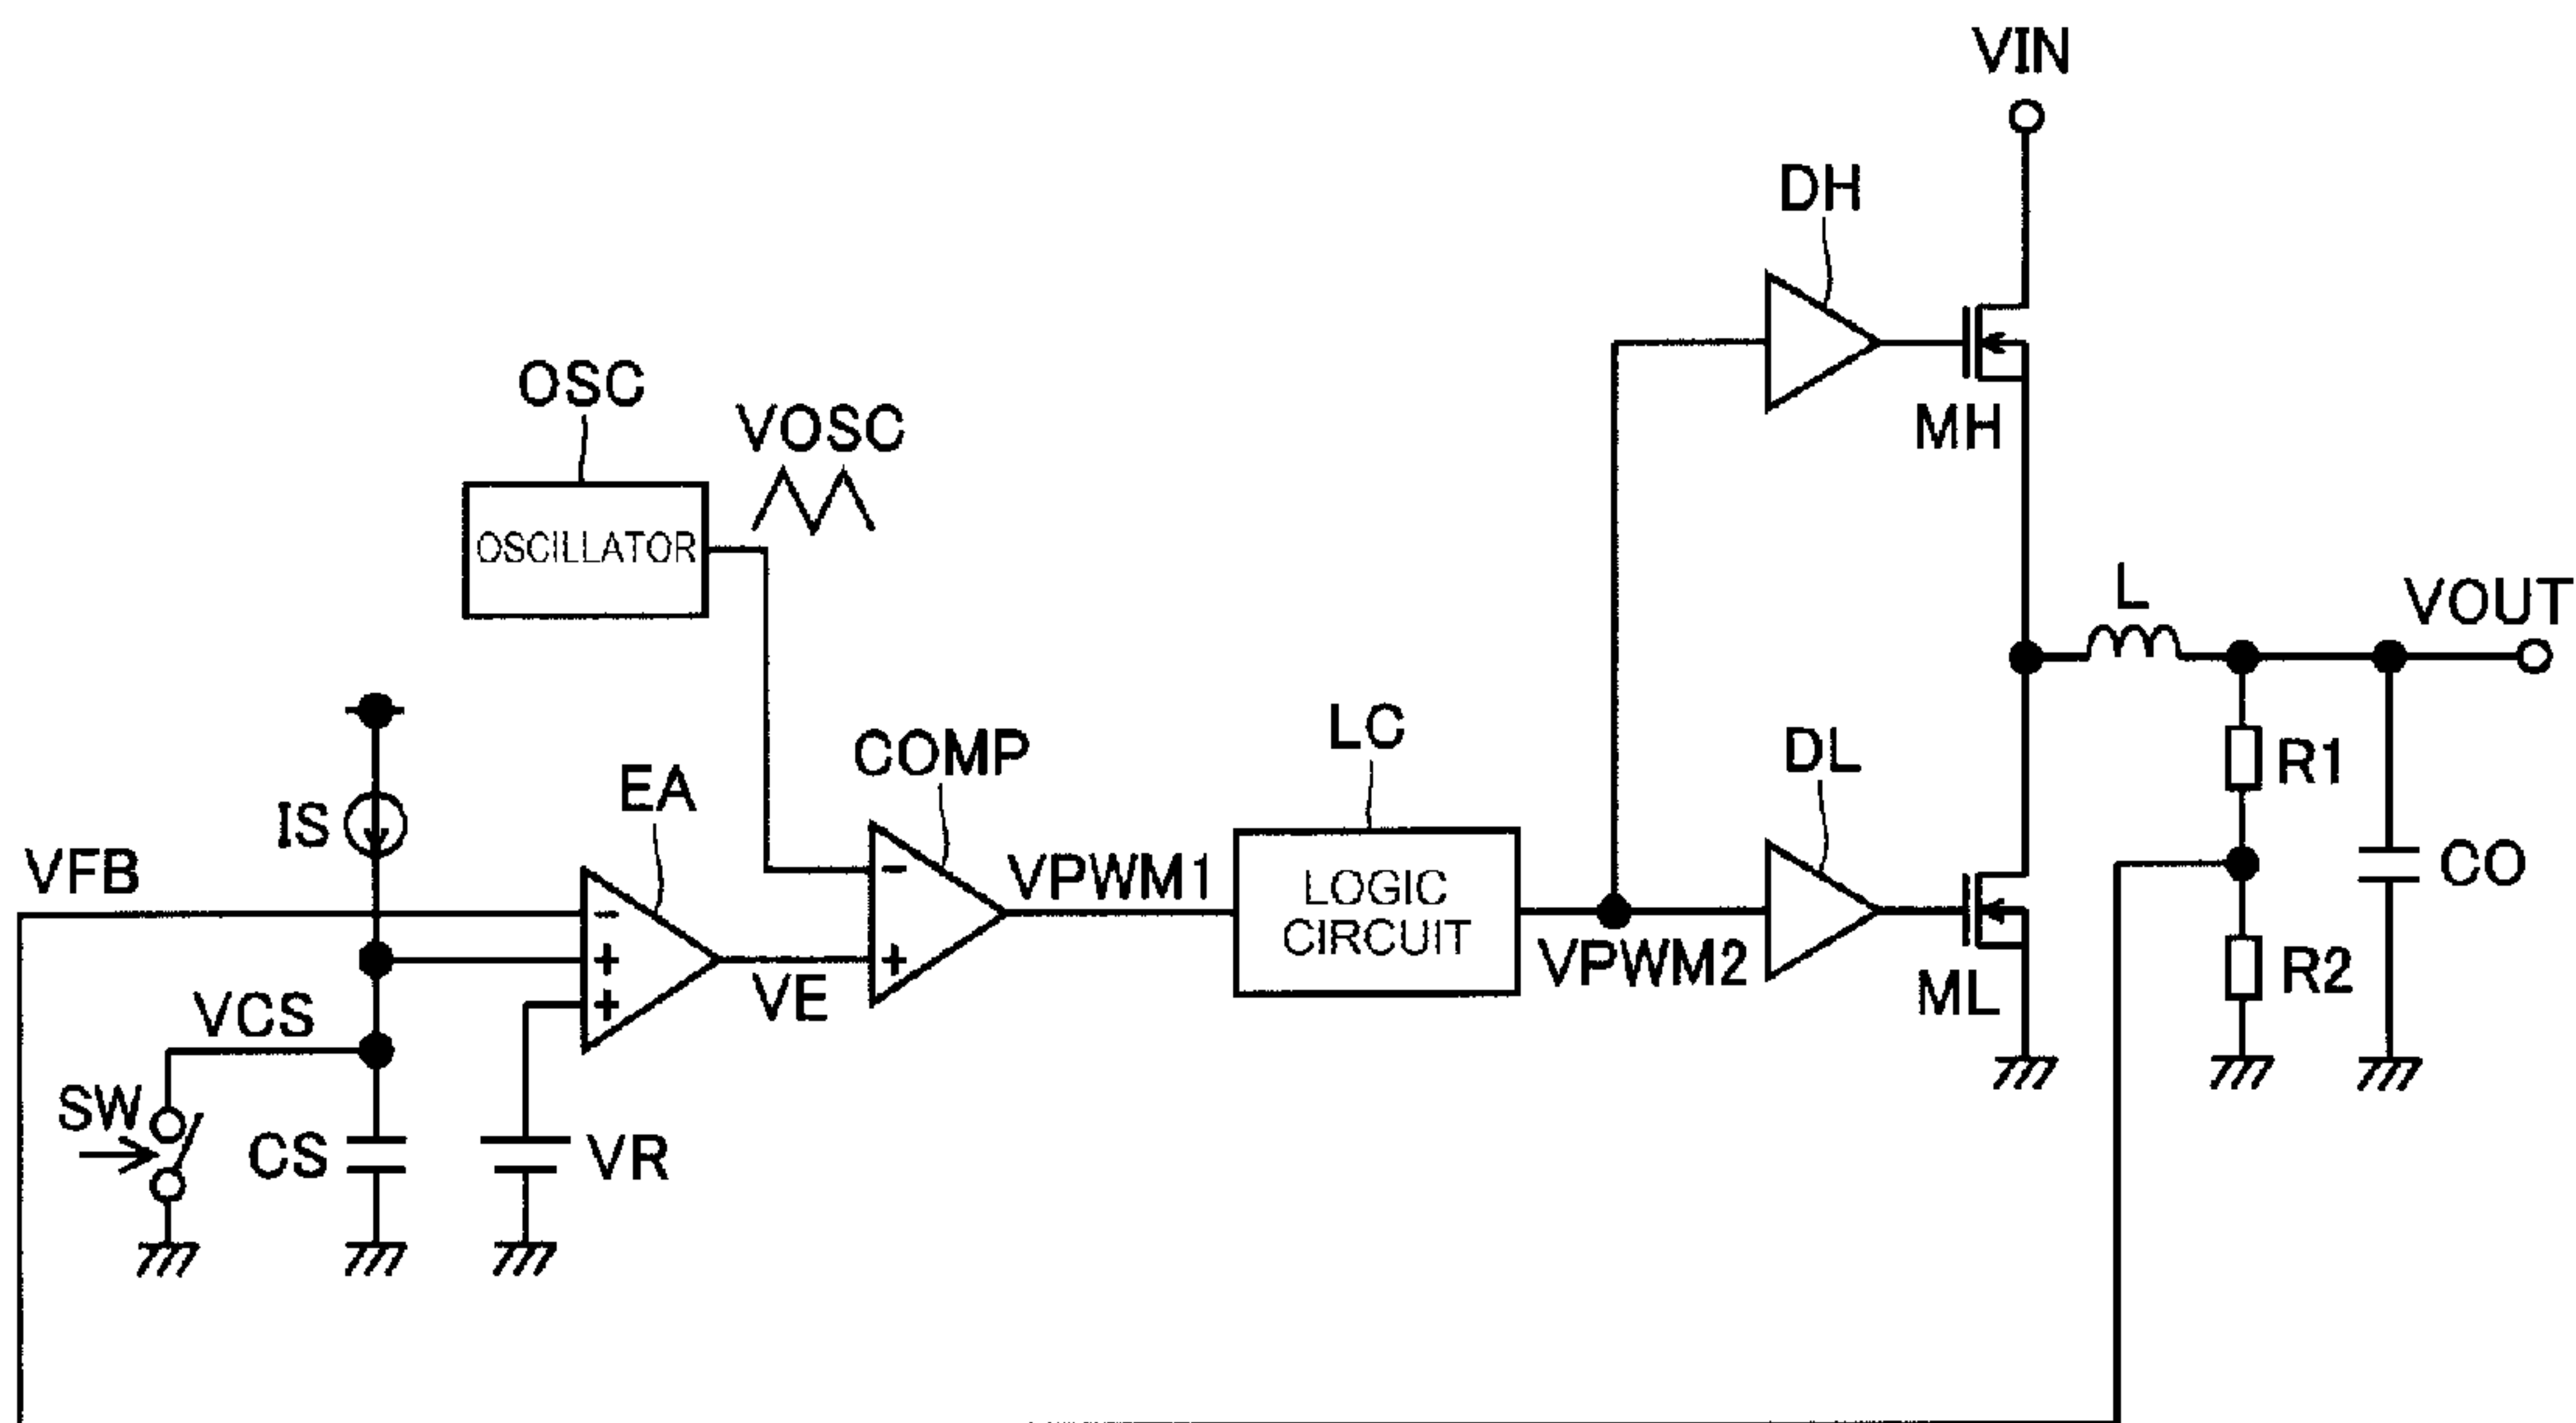 VIN
DH
OSC
VOSC
MH
OSCILLATOR
L
VOUT
LC
COMP
DL
EA
R1
IS
VFB
VPWM1
LOGIC
CIRCUIT
CO
-
-
+
+
+
VE
VPWM2
ML
R2
VCS
SW
CS
VR